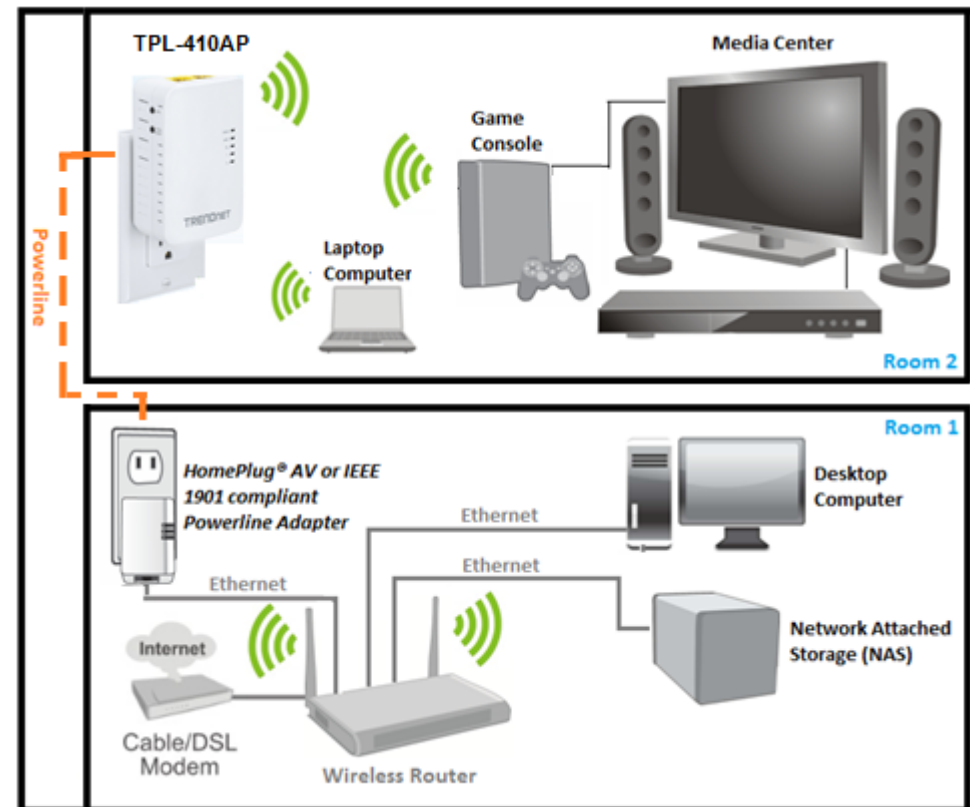 TPL-410AP
Media Center
Game
Console
TRENDNET
Laptop
Computer
Powerline
Room 2
Room 1
HomePlug® AV or IEEE
1901 compliant
Powerline Adapter
Desktop
Computer
Ethernet
Ethernet
Ethernet
Internet
Network Attached
Storage (NAS)
Cable/DSL
Modem
Wireless Router